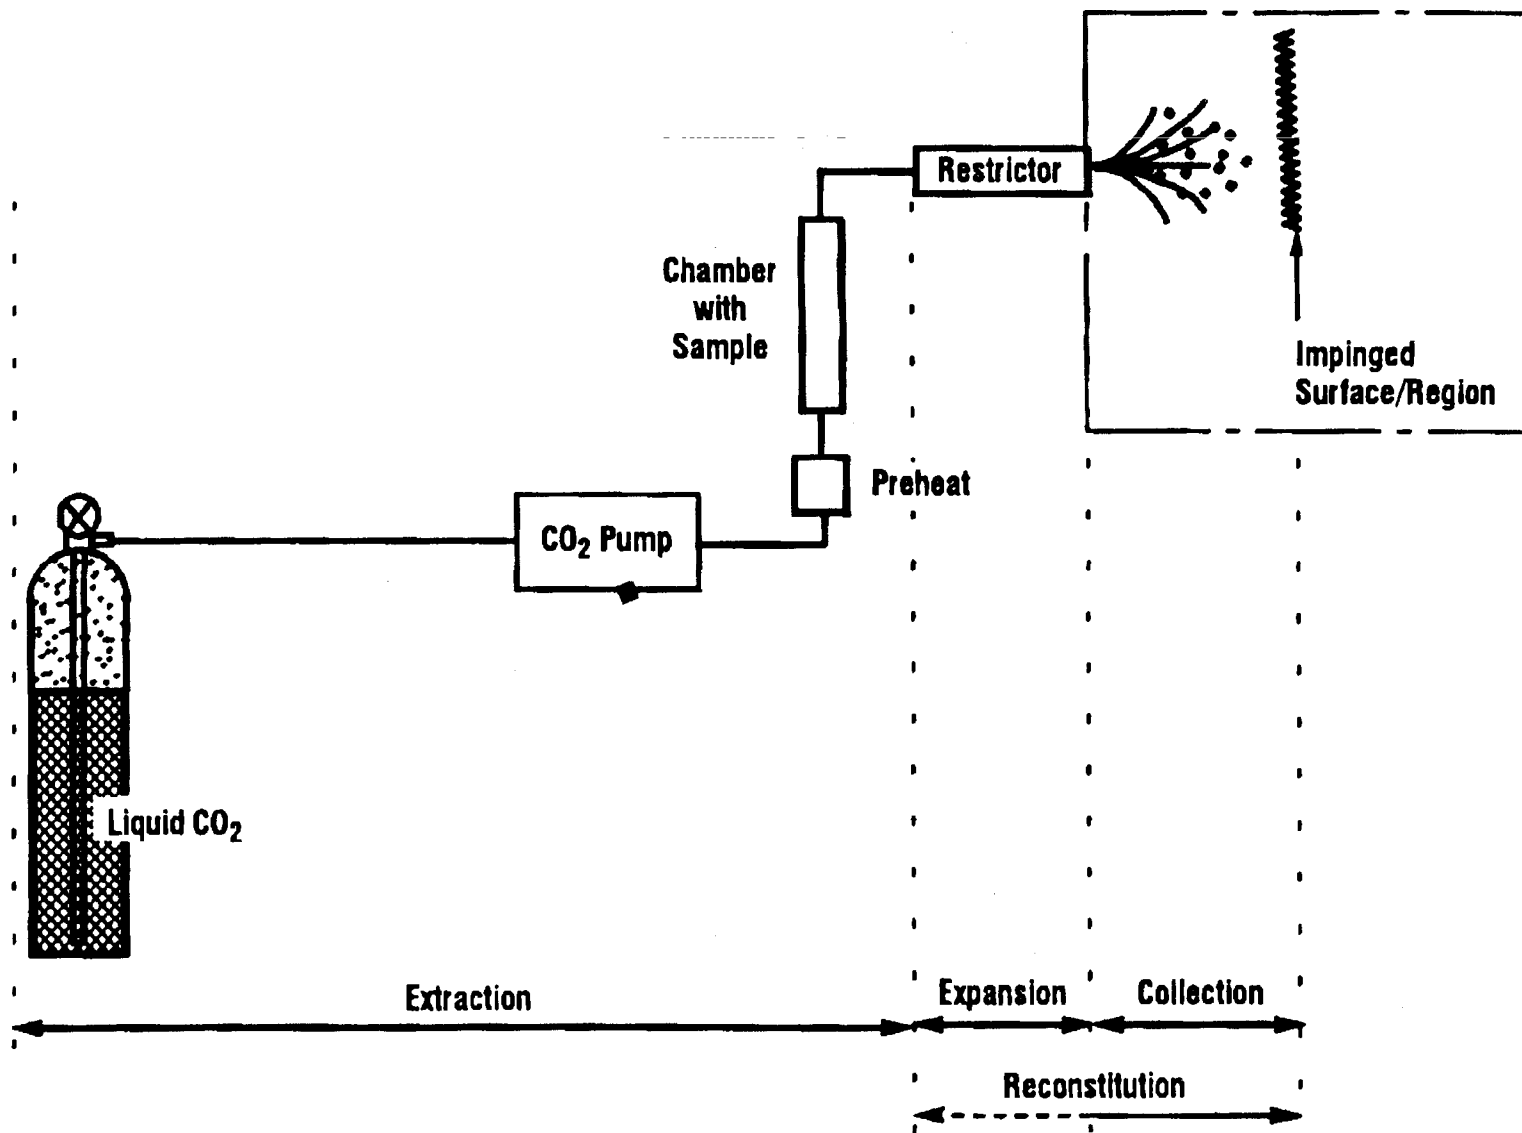 Restrictor
Chamber
with
Sample
Impinged
Surface/Region
Preheat
CO₂ Pump
Liquid CO₂
Extraction
Expansion
Collection
Reconstitution